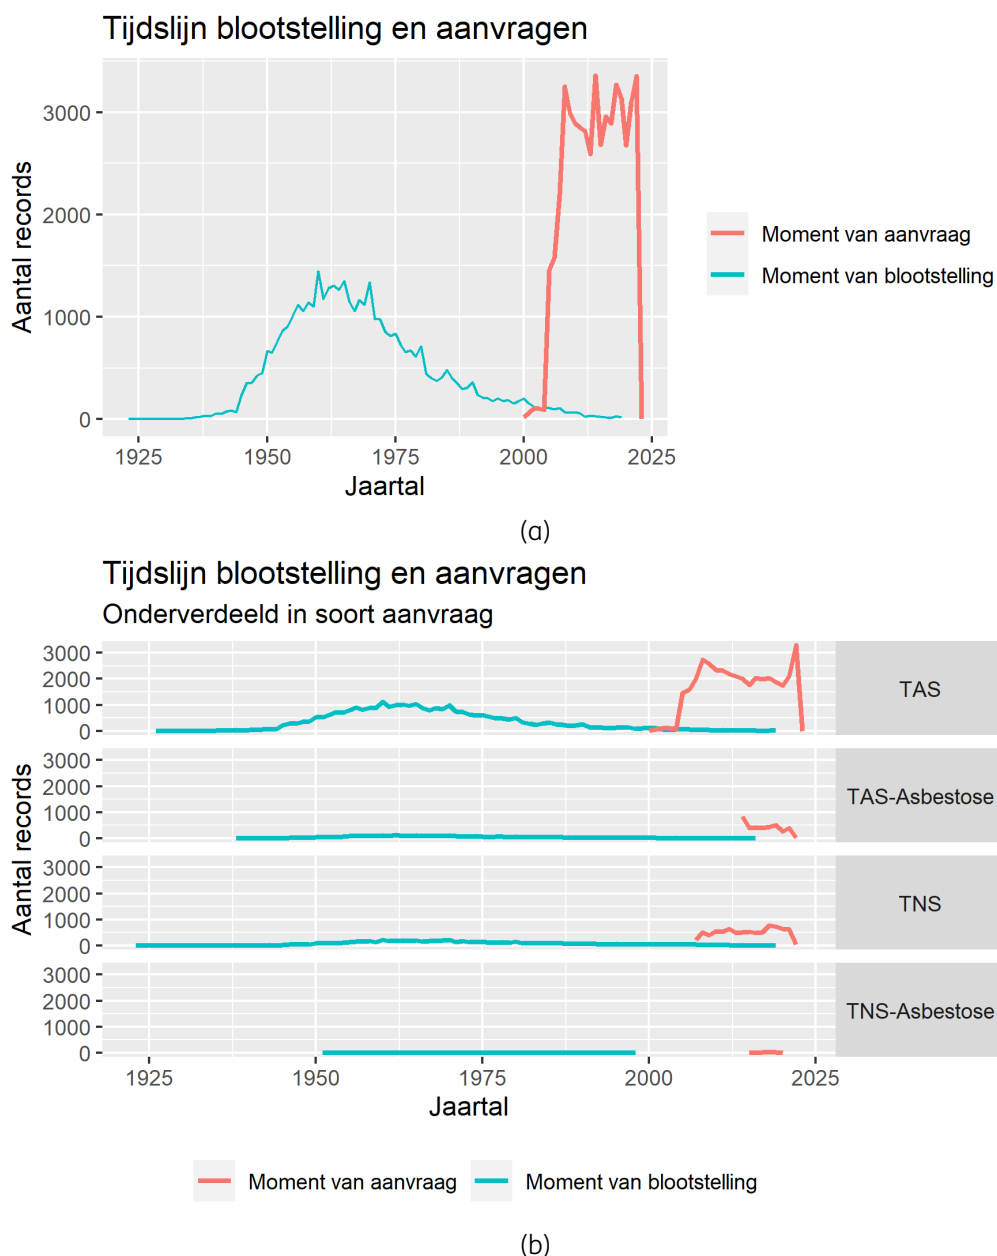 Tijdslijn blootstelling en aanvragen
3000
2000
1000
0
Aantal records
1925 1950 1975 2000 2025
Jaartal
Moment van aanvraag
Moment van blootstelling
(a)
Tijdslijn blootstelling en aanvragen
Onderverdeeld in soort aanvraag
Aantal records
3000
2000
1000
0
TAS
3000
2000
1000
0
TAS-Asbestose
3000
2000
1000
0
TNS
3000
2000
1000
0
TNS-Asbestose
1925 1950 1975 2000 2025
Jaartal
Moment van aanvraag Moment van blootstelling
(b)